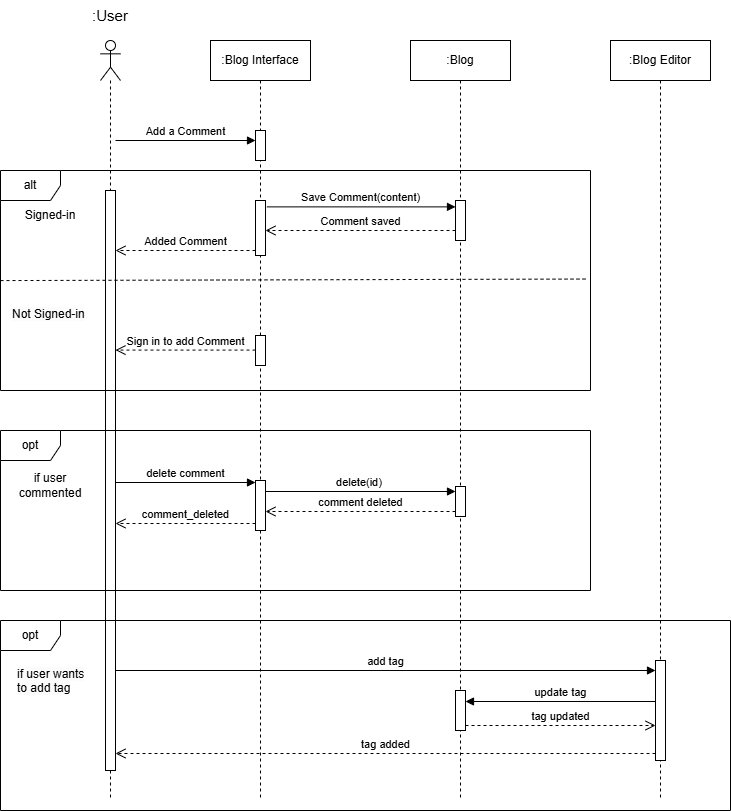 :User
:Blog Interface
:Blog
:Blog Editor
Add a Comment
alt
Signed-in
Save Comment(content)
Comment saved
Added Comment
Not Signed-in
Sign in to add Comment
opt
if user
commented
delete comment
delete(id)
comment deleted
comment_deleted
opt
if user wants
to add tag
add tag
update tag
tag updated
tag added